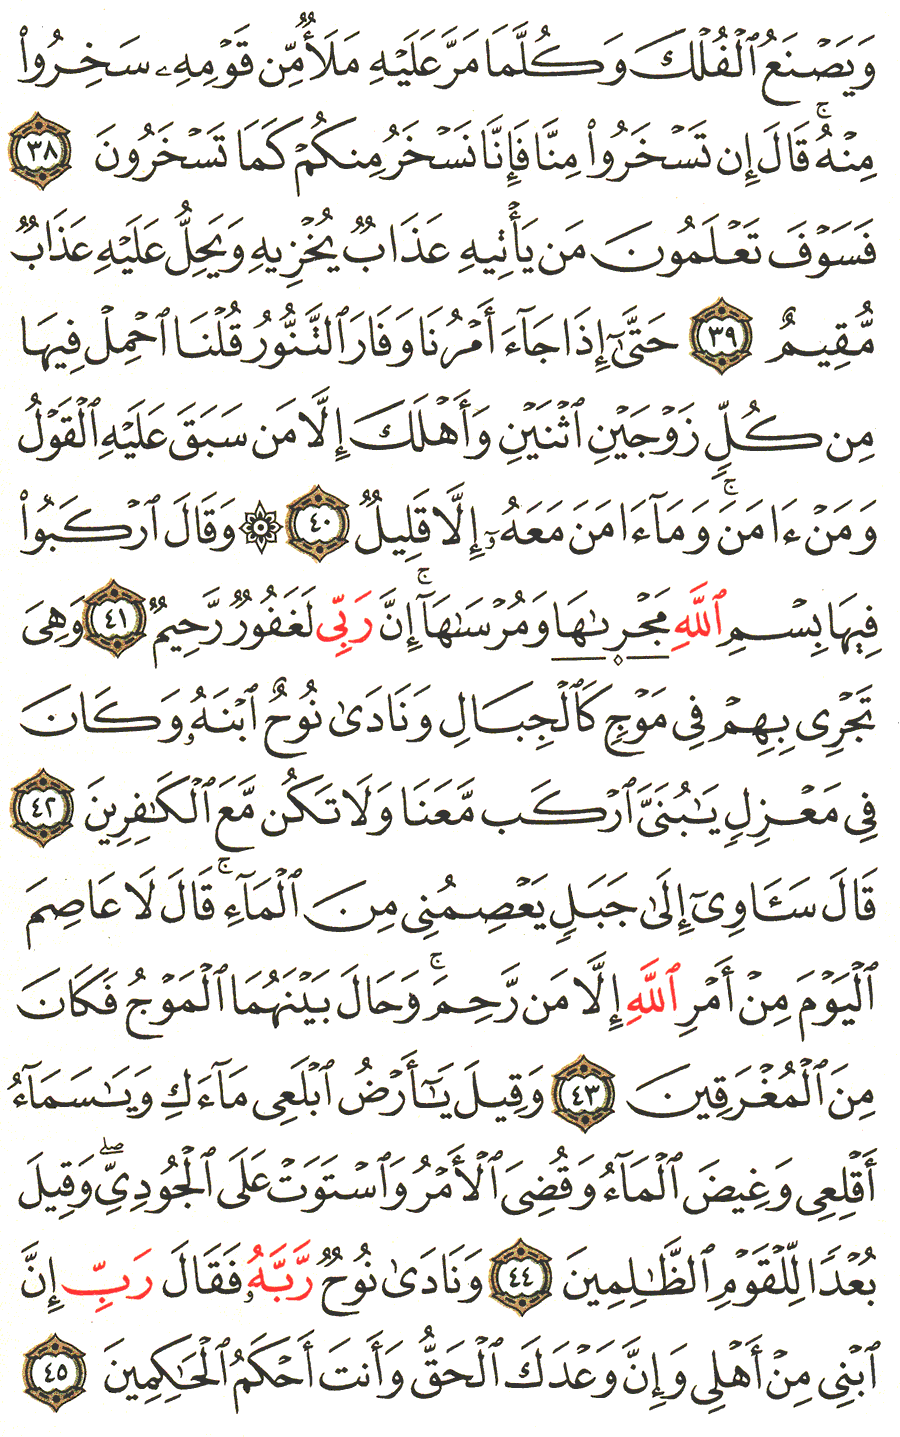 وَيَصْنَعُ ٱلْفُلْكَ وَكُلَّمَا مَرَّ عَلَيْهِ مَلَأٌ مِّن قَوْمِهِۦ سَخِرُوا۟
مِنْهُ ۚ قَالَ إِن تَسْخَرُوا۟ مِنَّا فَإِنَّا نَسْخَرُ مِنكُمْ كَمَا تَسْخَرُونَ ٣٨
فَسَوْفَ تَعْلَمُونَ مَن يَأْتِيهِ عَذَابٌ يُخْزِيهِ وَيَحِلُّ عَلَيْهِ عَذَابٌ
مُّقِيمٌ ٣٩ حَتَّىٰٓ إِذَا جَآءَ أَمْرُنَا وَفَارَ ٱلتَّنُّورُ قُلْنَا ٱحْمِلْ فِيهَا
مِن كُلٍّ زَوْجَيْنِ ٱثْنَيْنِ وَأَهْلَكَ إِلَّا مَن سَبَقَ عَلَيْهِ ٱلْقَوْلُ
وَمَنْ ءَامَنَ ۚ وَمَآ ءَامَنَ مَعَهُۥٓ إِلَّا قَلِيلٌ ٤٠ ۞ وَقَالَ ٱرْكَبُوا۟
فِيهَا بِسْمِ ٱللَّهِ مَجْر۪ىٰهَا وَمُرْسَىٰهَآ ۚ إِنَّ رَبِّى لَغَفُورٌ رَّحِيمٌ ٤١ وَهِىَ
تَجْرِى بِهِمْ فِى مَوْجٍ كَٱلْجِبَالِ وَنَادَىٰ نُوحٌ ٱبْنَهُۥ وَكَانَ
فِى مَعْزِلٍ يَـٰبُنَىَّ ٱرْكَب مَّعَنَا وَلَا تَكُن مَّعَ ٱلْكَـٰفِرِينَ ٤٢
قَالَ سَـَٔاوِىٓ إِلَىٰ جَبَلٍ يَعْصِمُنِى مِنَ ٱلْمَآءِ ۚ قَالَ لَا عَاصِمَ
ٱلْيَوْمَ مِنْ أَمْرِ ٱللَّهِ إِلَّا مَن رَّحِمَ ۚ وَحَالَ بَيْنَهُمَا ٱلْمَوْجُ فَكَانَ
مِنَ ٱلْمُغْرَقِينَ ٤٣ وَقِيلَ يَـٰٓأَرْضُ ٱبْلَعِى مَآءَكِ وَيَـٰسَمَآءُ
أَقْلِعِى وَغِيضَ ٱلْمَآءُ وَقُضِىَ ٱلْأَمْرُ وَٱسْتَوَتْ عَلَى ٱلْجُودِىِّ ۖ وَقِيلَ
بُعْدًا لِّلْقَوْمِ ٱلظَّـٰلِمِينَ ٤٤ وَنَادَىٰ نُوحٌ رَّبَّهُۥ فَقَالَ رَبِّ إِنَّ
ٱبْنِى مِنْ أَهْلِى وَإِنَّ وَعْدَكَ ٱلْحَقُّ وَأَنتَ أَحْكَمُ ٱلْحَـٰكِمِينَ ٤٥